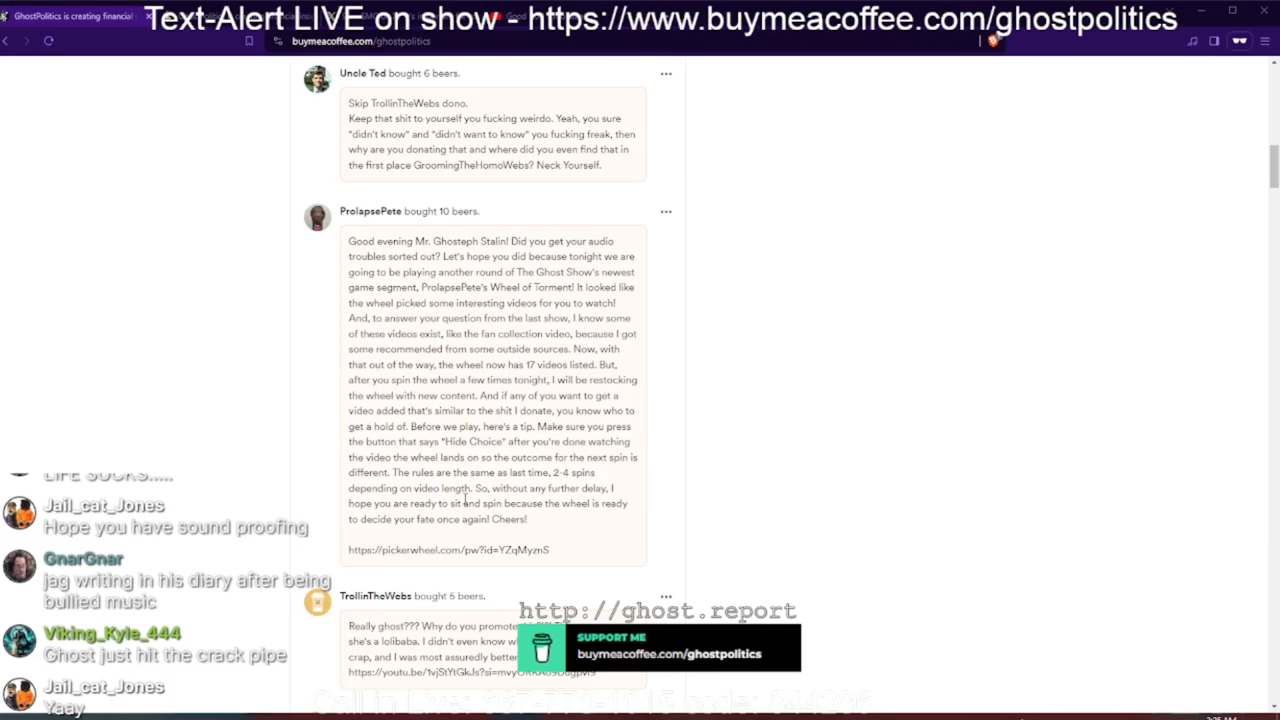 GhostPolitics is creating financial
Text-Alert LIVE on show - https://www.buymeacoffee.com/ghostpolitics
buymeacoffee.com/ghostpolitics
Uncle Ted bought 6 beers.
Skip TrollinTheWebs dono.
Keep that shit to yourself you fucking weirdo. Yeah, you sure
"didn't know" and "didn't want to know" you fucking freak, then
why are you donating that and where did you even find that in
the first place GroomingTheHomoWebs? Neck Yourself.
ProlapsePete bought 10 beers.
Good evening Mr. Ghosteph Stalin! Did you get your audio
troubles sorted out? Let's hope you did because tonight we are
going to be playing another round of The Ghost Show's newest
game segment, ProlapsePete's Wheel of Torment! It looked like
the wheel picked some interesting videos for you to watch!
And, to answer your question from the last show, I know some
of these videos exist, like the fan collection video, because I got
some recommended from some outside sources. Now, with
that out of the way, the wheel now has 17 videos listed. But,
after you spin the wheel a few times tonight, I will be restocking
the wheel with new content. And if any of you want to get a
video added that's similar to the shit I donate, you know who to
get a hold of. Before we play, here's a tip. Make sure you press
the button that says "Hide Choice" after you're done watching
the video the wheel lands on so the outcome for the next spin is
different. The rules are the same as last time, 2-4 spins
depending on video length. So, without any further delay, I
hope you are ready to sit and spin because the wheel is ready
to decide your fate once again! Cheers!
https://pickerwheel.com/pw?id=YZqMyznS
TrollinTheWebs bought 5 beers.
Really ghost??? Why do you promote
she's a lolibaba. I didn't even know
crap, and I was most assuredly better
LIFE SUCKS.....
Jail_cat_Jones
Hope you have sound proofing
GnarGnar
jag writing in his diary after being
bullied music
Viking_Kyle_444
Ghost just hit the crack pipe
Jail_cat_Jones
Yaay
http://ghost.report
SUPPORT ME
buymeacoffee.com/ghostpolitics
Call in Live: